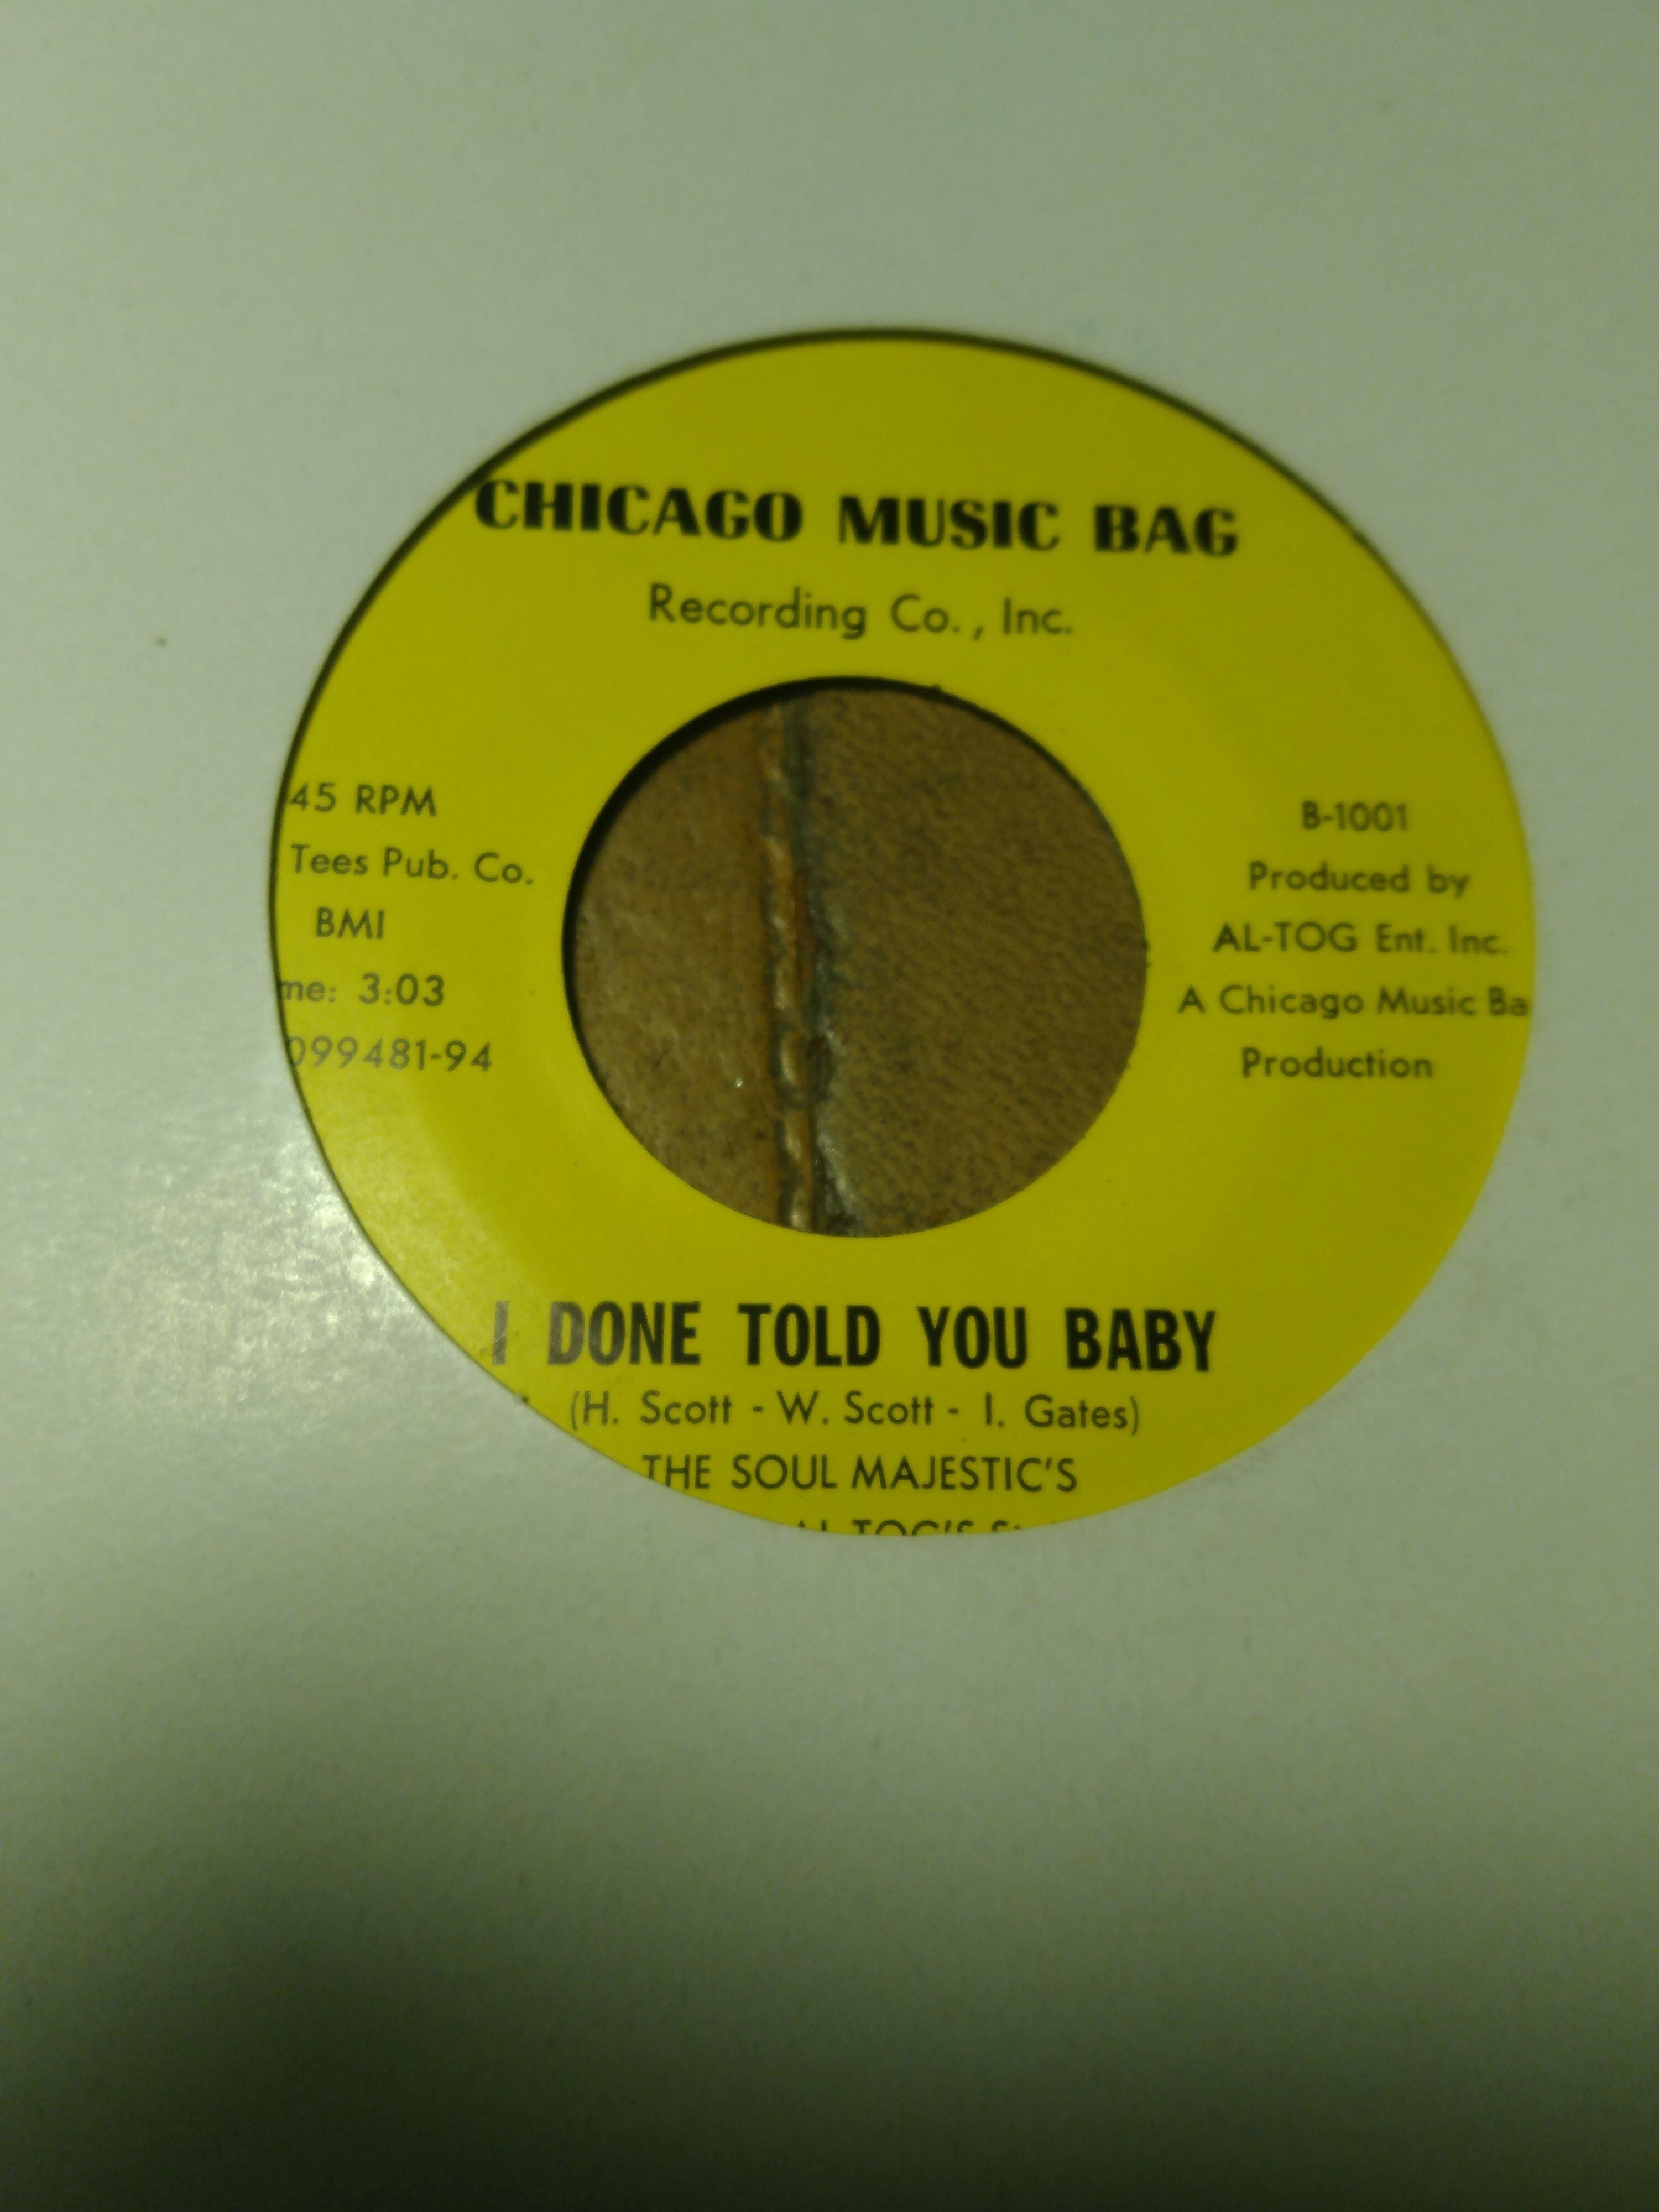 CHICAGO MUSIC BAG
Recording Co., Inc.
45 RPM
Tees Pub. Co.
BMI
me: 3:03
099481-94
B-1001
Produced by
AL-TOG Ent. Inc.
A Chicago Music Ba
Production
I DONE TOLD YOU BABY
(H. Scott - W. Scott - I. Gates)
THE SOUL MAJESTIC'S
AL-TOG'S